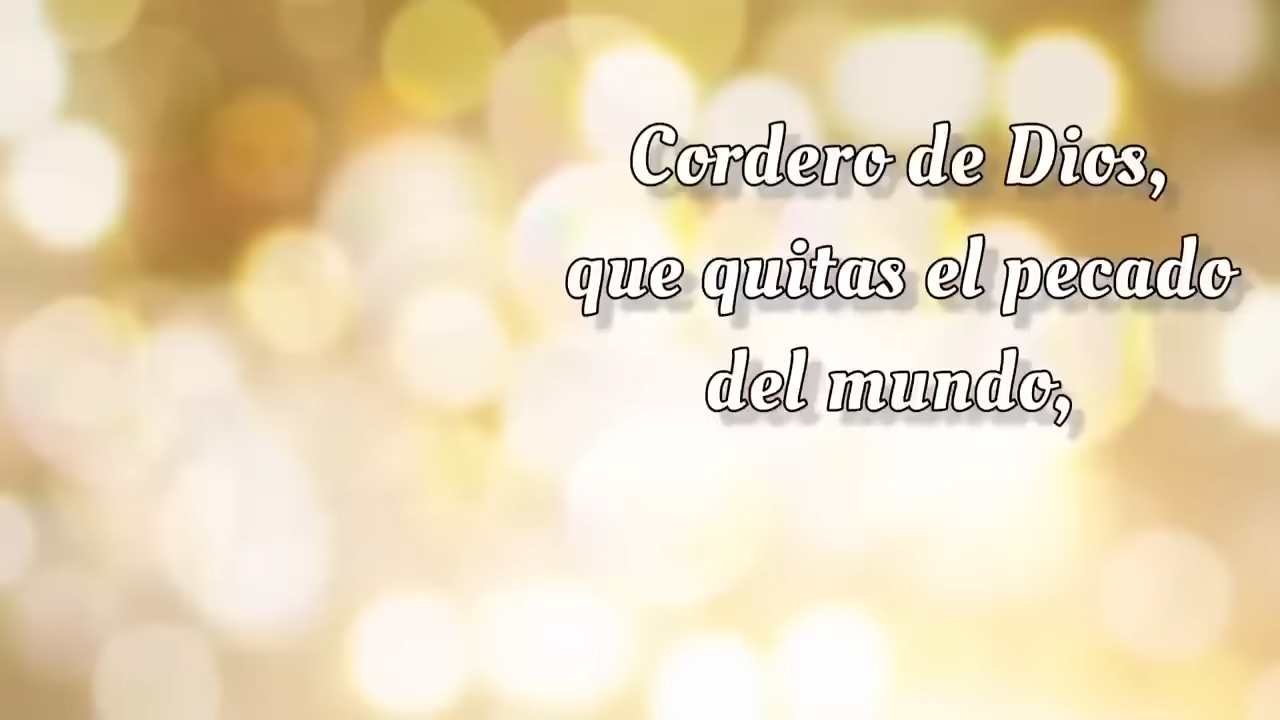 Cordero de Dios,
que quitas el pecado
del mundo,